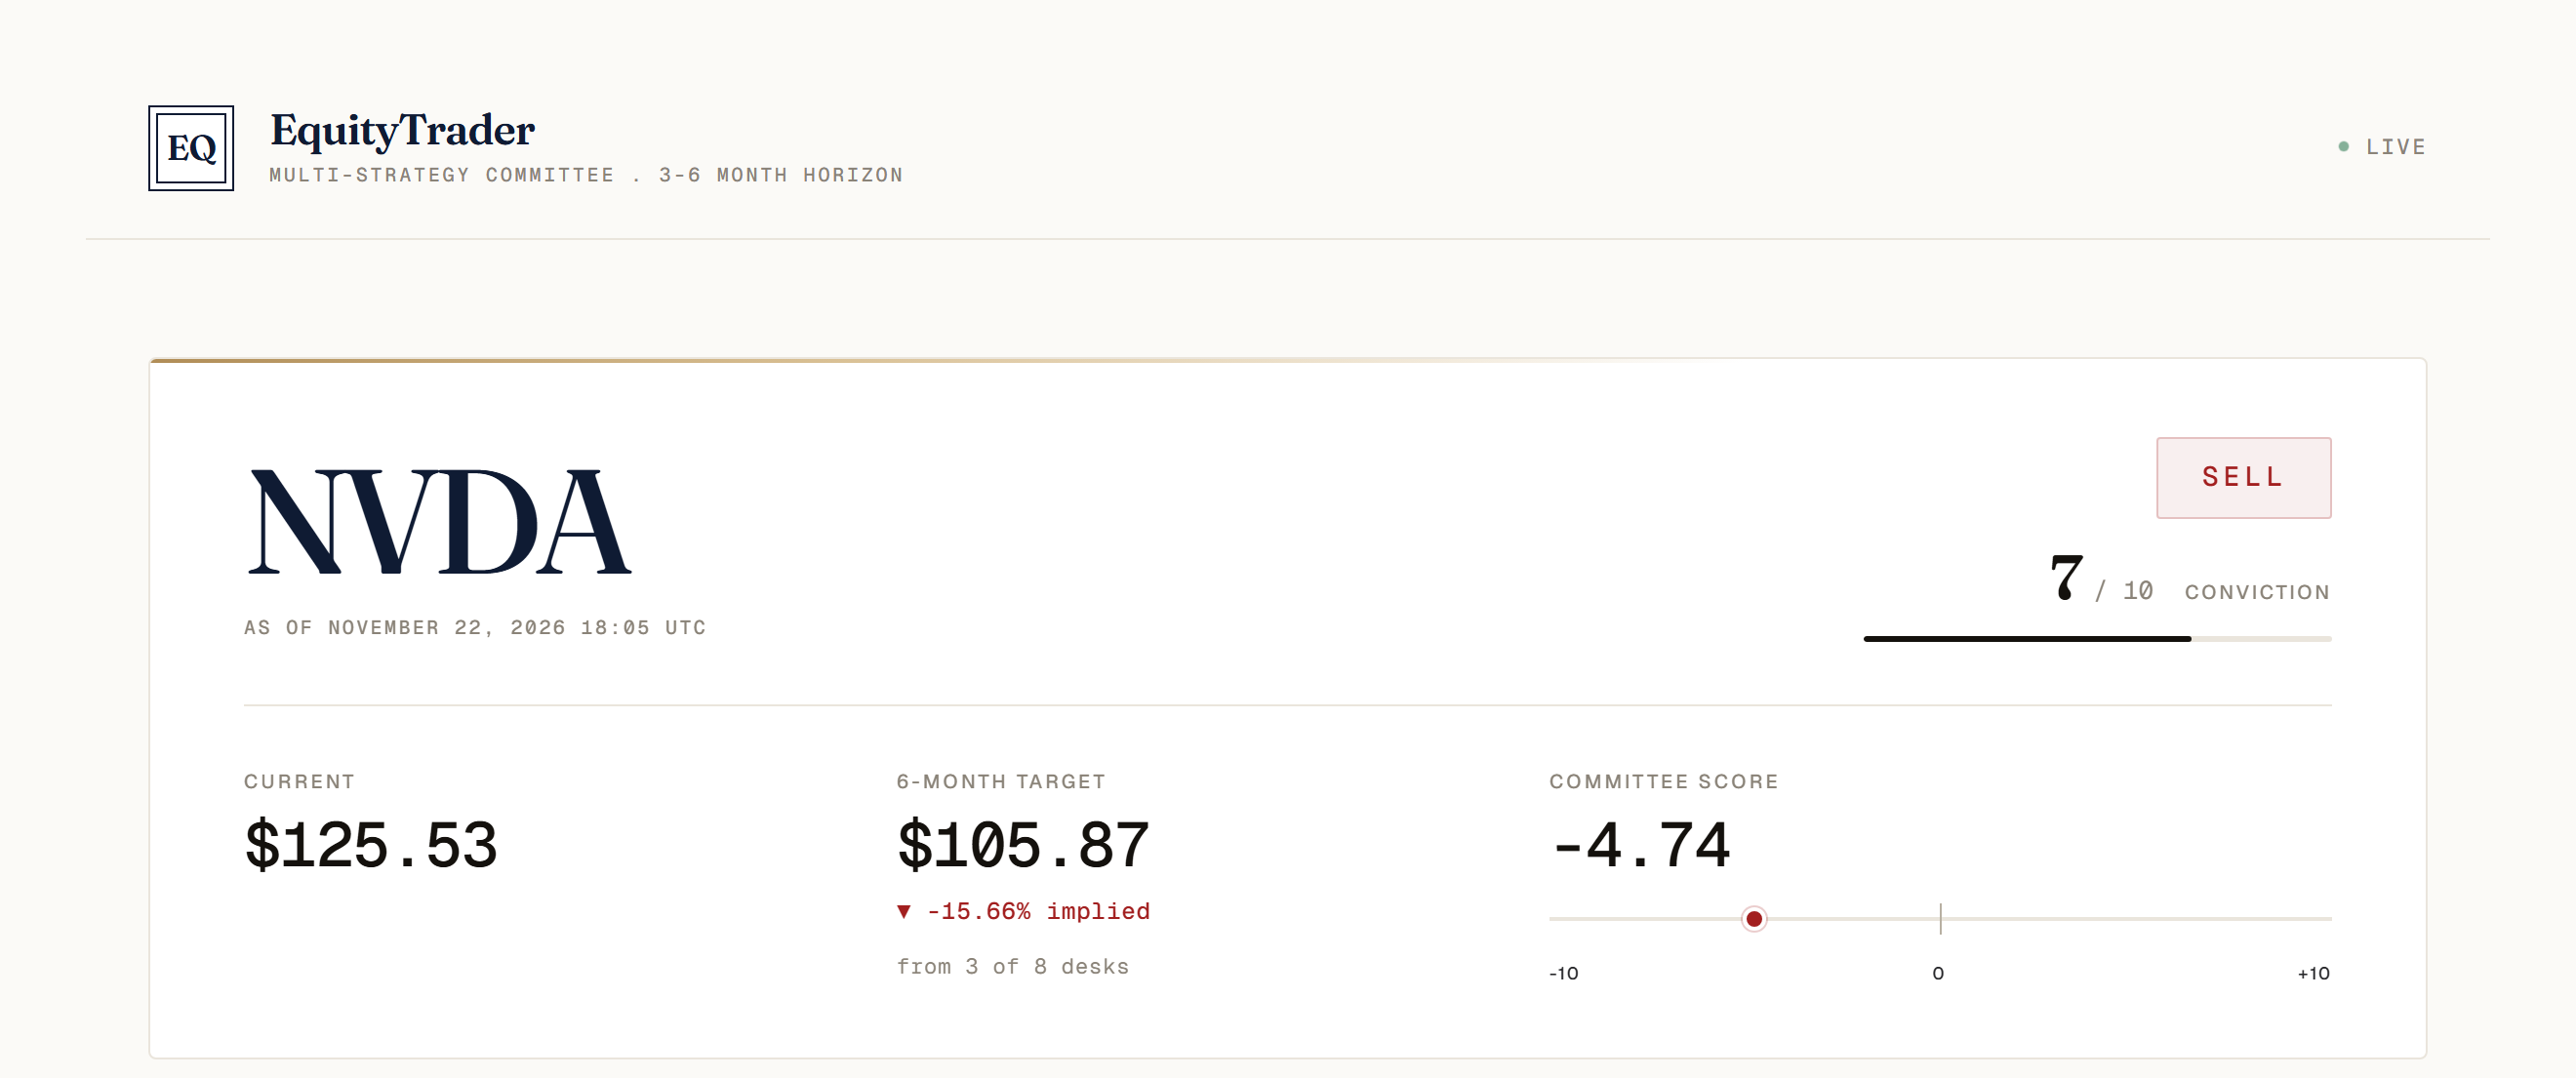 EQ
EquityTrader
MULTI-STRATEGY COMMITTEE . 3-6 MONTH HORIZON
LIVE
NVDA
AS OF NOVEMBER 22, 2026 18:05 UTC
SELL
7 / 10 CONVICTION
CURRENT
$125.53
6-MONTH TARGET
$105.87
▼ -15.66% implied
from 3 of 8 desks
COMMITTEE SCORE
-4.74
-10 0 +10